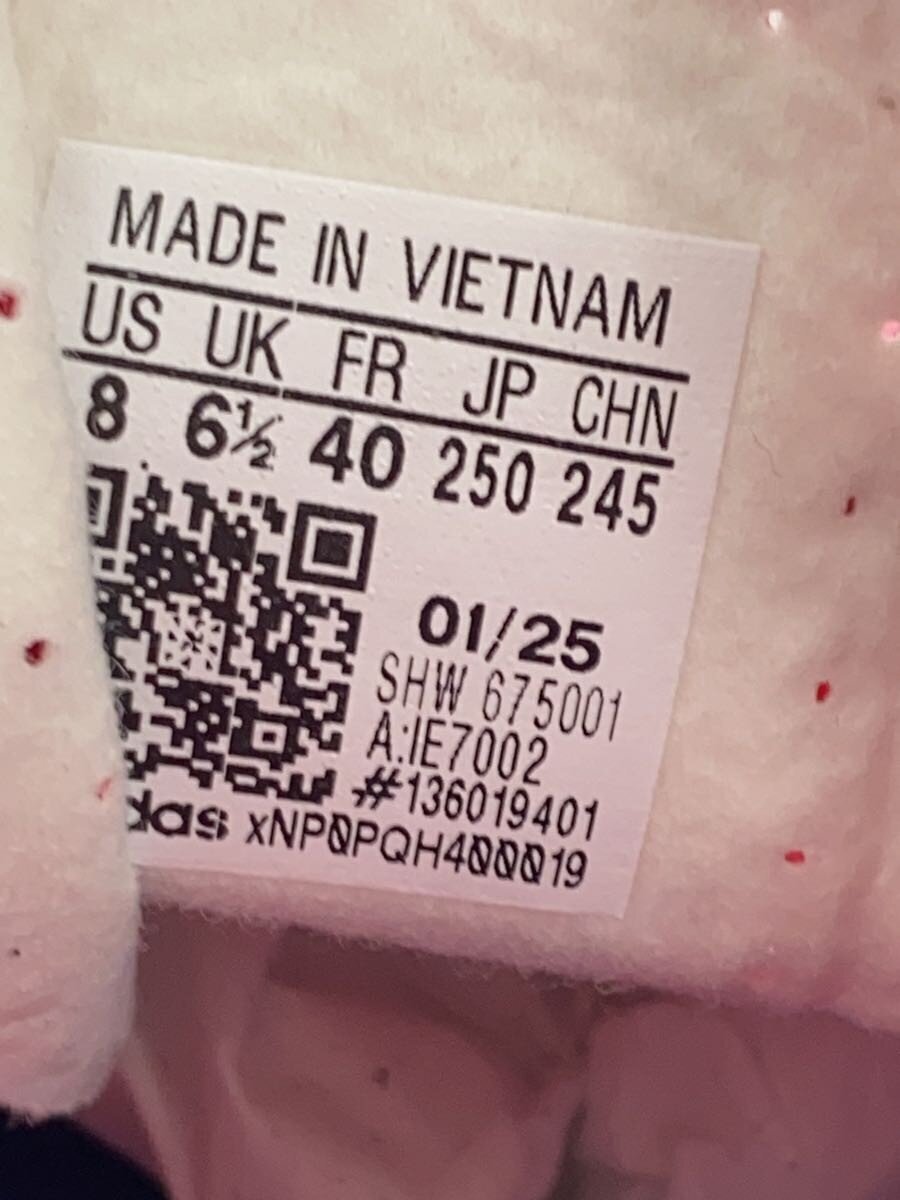 MADE IN VIETNAM
US UK FR JP CHN
8 6½ 40 250 245
01/25
SHW 675001
A:IE7002
#136019401
das xNP0PQH400019